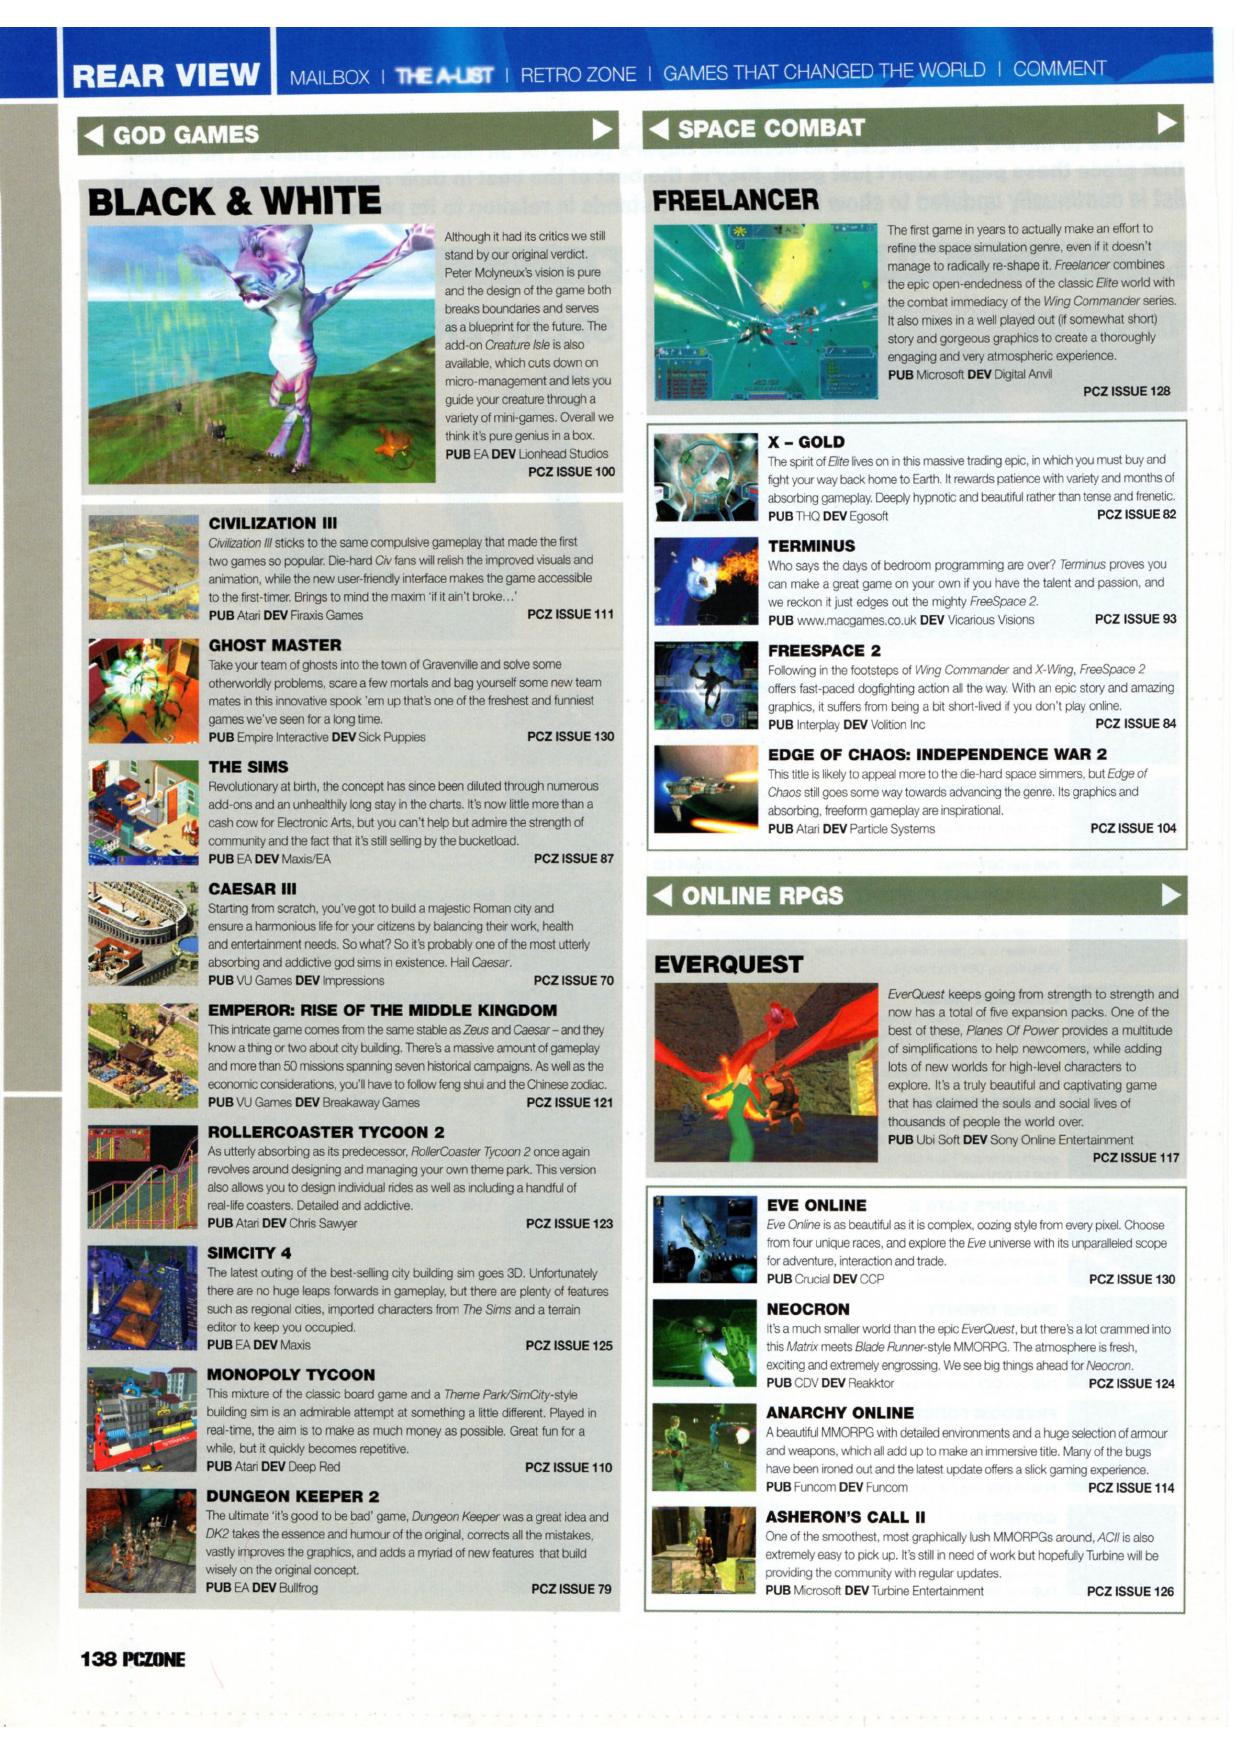 REAR VIEW
MAILBOX | THE A-LIST | RETRO ZONE | GAMES THAT CHANGED THE WORLD | COMMENT
GOD GAMES
BLACK & WHITE
Although it had its critics we still
stand by our original verdict.
Peter Molyneux's vision is pure
and the design of the game both
breaks boundaries and serves
as a blueprint for the future. The
add-on Creature Isle is also
available, which cuts down on
micro-management and lets you
guide your creature through a
variety of mini-games. Overall we
think it's pure genius in a box.
PUB EA DEV Lionhead Studios
PCZ ISSUE 100
CIVILIZATION III
Civilization III sticks to the same compulsive gameplay that made the first
two games so popular. Die-hard Civ fans will relish the improved visuals and
animation, while the new user-friendly interface makes the game accessible
to the first-timer. Brings to mind the maxim 'if it ain't broke...'
PUB Atari DEV Firaxis Games PCZ ISSUE 111
GHOST MASTER
Take your team of ghosts into the town of Gravenville and solve some
otherworldly problems, scare a few mortals and bag yourself some new team
mates in this innovative spook 'em up that's one of the freshest and funniest
games we've seen for a long time.
PUB Empire Interactive DEV Sick Puppies PCZ ISSUE 130
THE SIMS
Revolutionary at birth, the concept has since been diluted through numerous
add-ons and an unhealthily long stay in the charts. It's now little more than a
cash cow for Electronic Arts, but you can't help but admire the strength of
community and the fact that it's still selling by the bucketload.
PUB EA DEV Maxis/EA PCZ ISSUE 87
CAESAR III
Starting from scratch, you've got to build a majestic Roman city and
ensure a harmonious life for your citizens by balancing their work, health
and entertainment needs. So what? So it's probably one of the most utterly
absorbing and addictive god sims in existence. Hail Caesar.
PUB VU Games DEV Impressions PCZ ISSUE 70
EMPEROR: RISE OF THE MIDDLE KINGDOM
This intricate game comes from the same stable as Zeus and Caesar – and they
know a thing or two about city building. There's a massive amount of gameplay
and more than 50 missions spanning seven historical campaigns. As well as the
economic considerations, you'll have to follow feng shui and the Chinese zodiac.
PUB VU Games DEV Breakaway Games PCZ ISSUE 121
ROLLERCOASTER TYCOON 2
As utterly absorbing as its predecessor, RollerCoaster Tycoon 2 once again
revolves around designing and managing your own theme park. This version
also allows you to design individual rides as well as including a handful of
real-life coasters. Detailed and addictive.
PUB Atari DEV Chris Sawyer PCZ ISSUE 123
SIMCITY 4
The latest outing of the best-selling city building sim goes 3D. Unfortunately
there are no huge leaps forwards in gameplay, but there are plenty of features
such as regional cities, imported characters from The Sims and a terrain
editor to keep you occupied.
PUB EA DEV Maxis PCZ ISSUE 125
MONOPOLY TYCOON
This mixture of the classic board game and a Theme Park/SimCity-style
building sim is an admirable attempt at something a little different. Played in
real-time, the aim is to make as much money as possible. Great fun for a
while, but it quickly becomes repetitive.
PUB Atari DEV Deep Red PCZ ISSUE 110
DUNGEON KEEPER 2
The ultimate 'it's good to be bad' game, Dungeon Keeper was a great idea and
DK2 takes the essence and humour of the original, corrects all the mistakes,
vastly improves the graphics, and adds a myriad of new features that build
wisely on the original concept.
PUB EA DEV Bullfrog PCZ ISSUE 79
SPACE COMBAT
FREELANCER
The first game in years to actually make an effort to
refine the space simulation genre, even if it doesn't
manage to radically re-shape it. Freelancer combines
the epic open-endedness of the classic Elite world with
the combat immediacy of the Wing Commander series.
It also mixes in a well played out (if somewhat short)
story and gorgeous graphics to create a thoroughly
engaging and very atmospheric experience.
PUB Microsoft DEV Digital Anvil
PCZ ISSUE 128
X – GOLD
The spirit of Elite lives on in this massive trading epic, in which you must buy and
fight your way back home to Earth. It rewards patience with variety and months of
absorbing gameplay. Deeply hypnotic and beautiful rather than tense and frenetic.
PUB THQ DEV Egosoft PCZ ISSUE 82
TERMINUS
Who says the days of bedroom programming are over? Terminus proves you
can make a great game on your own if you have the talent and passion, and
we reckon it just edges out the mighty FreeSpace 2.
PUB www.macgames.co.uk DEV Vicarious Visions PCZ ISSUE 93
FREESPACE 2
Following in the footsteps of Wing Commander and X-Wing, FreeSpace 2
offers fast-paced dogfighting action all the way. With an epic story and amazing
graphics, it suffers from being a bit short-lived if you don't play online.
PUB Interplay DEV Volition Inc PCZ ISSUE 84
EDGE OF CHAOS: INDEPENDENCE WAR 2
This title is likely to appeal more to the die-hard space simmers, but Edge of
Chaos still goes some way towards advancing the genre. Its graphics and
absorbing, freeform gameplay are inspirational.
PUB Atari DEV Particle Systems PCZ ISSUE 104
ONLINE RPGS
EVERQUEST
EverQuest keeps going from strength to strength and
now has a total of five expansion packs. One of the
best of these, Planes Of Power provides a multitude
of simplifications to help newcomers, while adding
lots of new worlds for high-level characters to
explore. It's a truly beautiful and captivating game
that has claimed the souls and social lives of
thousands of people the world over.
PUB Ubi Soft DEV Sony Online Entertainment
PCZ ISSUE 117
EVE ONLINE
Eve Online is as beautiful as it is complex, oozing style from every pixel. Choose
from four unique races, and explore the Eve universe with its unparalleled scope
for adventure, interaction and trade.
PUB Crucial DEV CCP PCZ ISSUE 130
NEOCRON
It's a much smaller world than the epic EverQuest, but there's a lot crammed into
this Matrix meets Blade Runner-style MMORPG. The atmosphere is fresh,
exciting and extremely engrossing. We see big things ahead for Neocron.
PUB CDV DEV Reakktor PCZ ISSUE 124
ANARCHY ONLINE
A beautiful MMORPG with detailed environments and a huge selection of armour
and weapons, which all add up to make an immersive title. Many of the bugs
have been ironed out and the latest update offers a slick gaming experience.
PUB Funcom DEV Funcom PCZ ISSUE 114
ASHERON'S CALL II
One of the smoothest, most graphically lush MMORPGs around, ACII is also
extremely easy to pick up. It's still in need of work but hopefully Turbine will be
providing the community with regular updates.
PUB Microsoft DEV Turbine Entertainment PCZ ISSUE 126
138 PCZONE